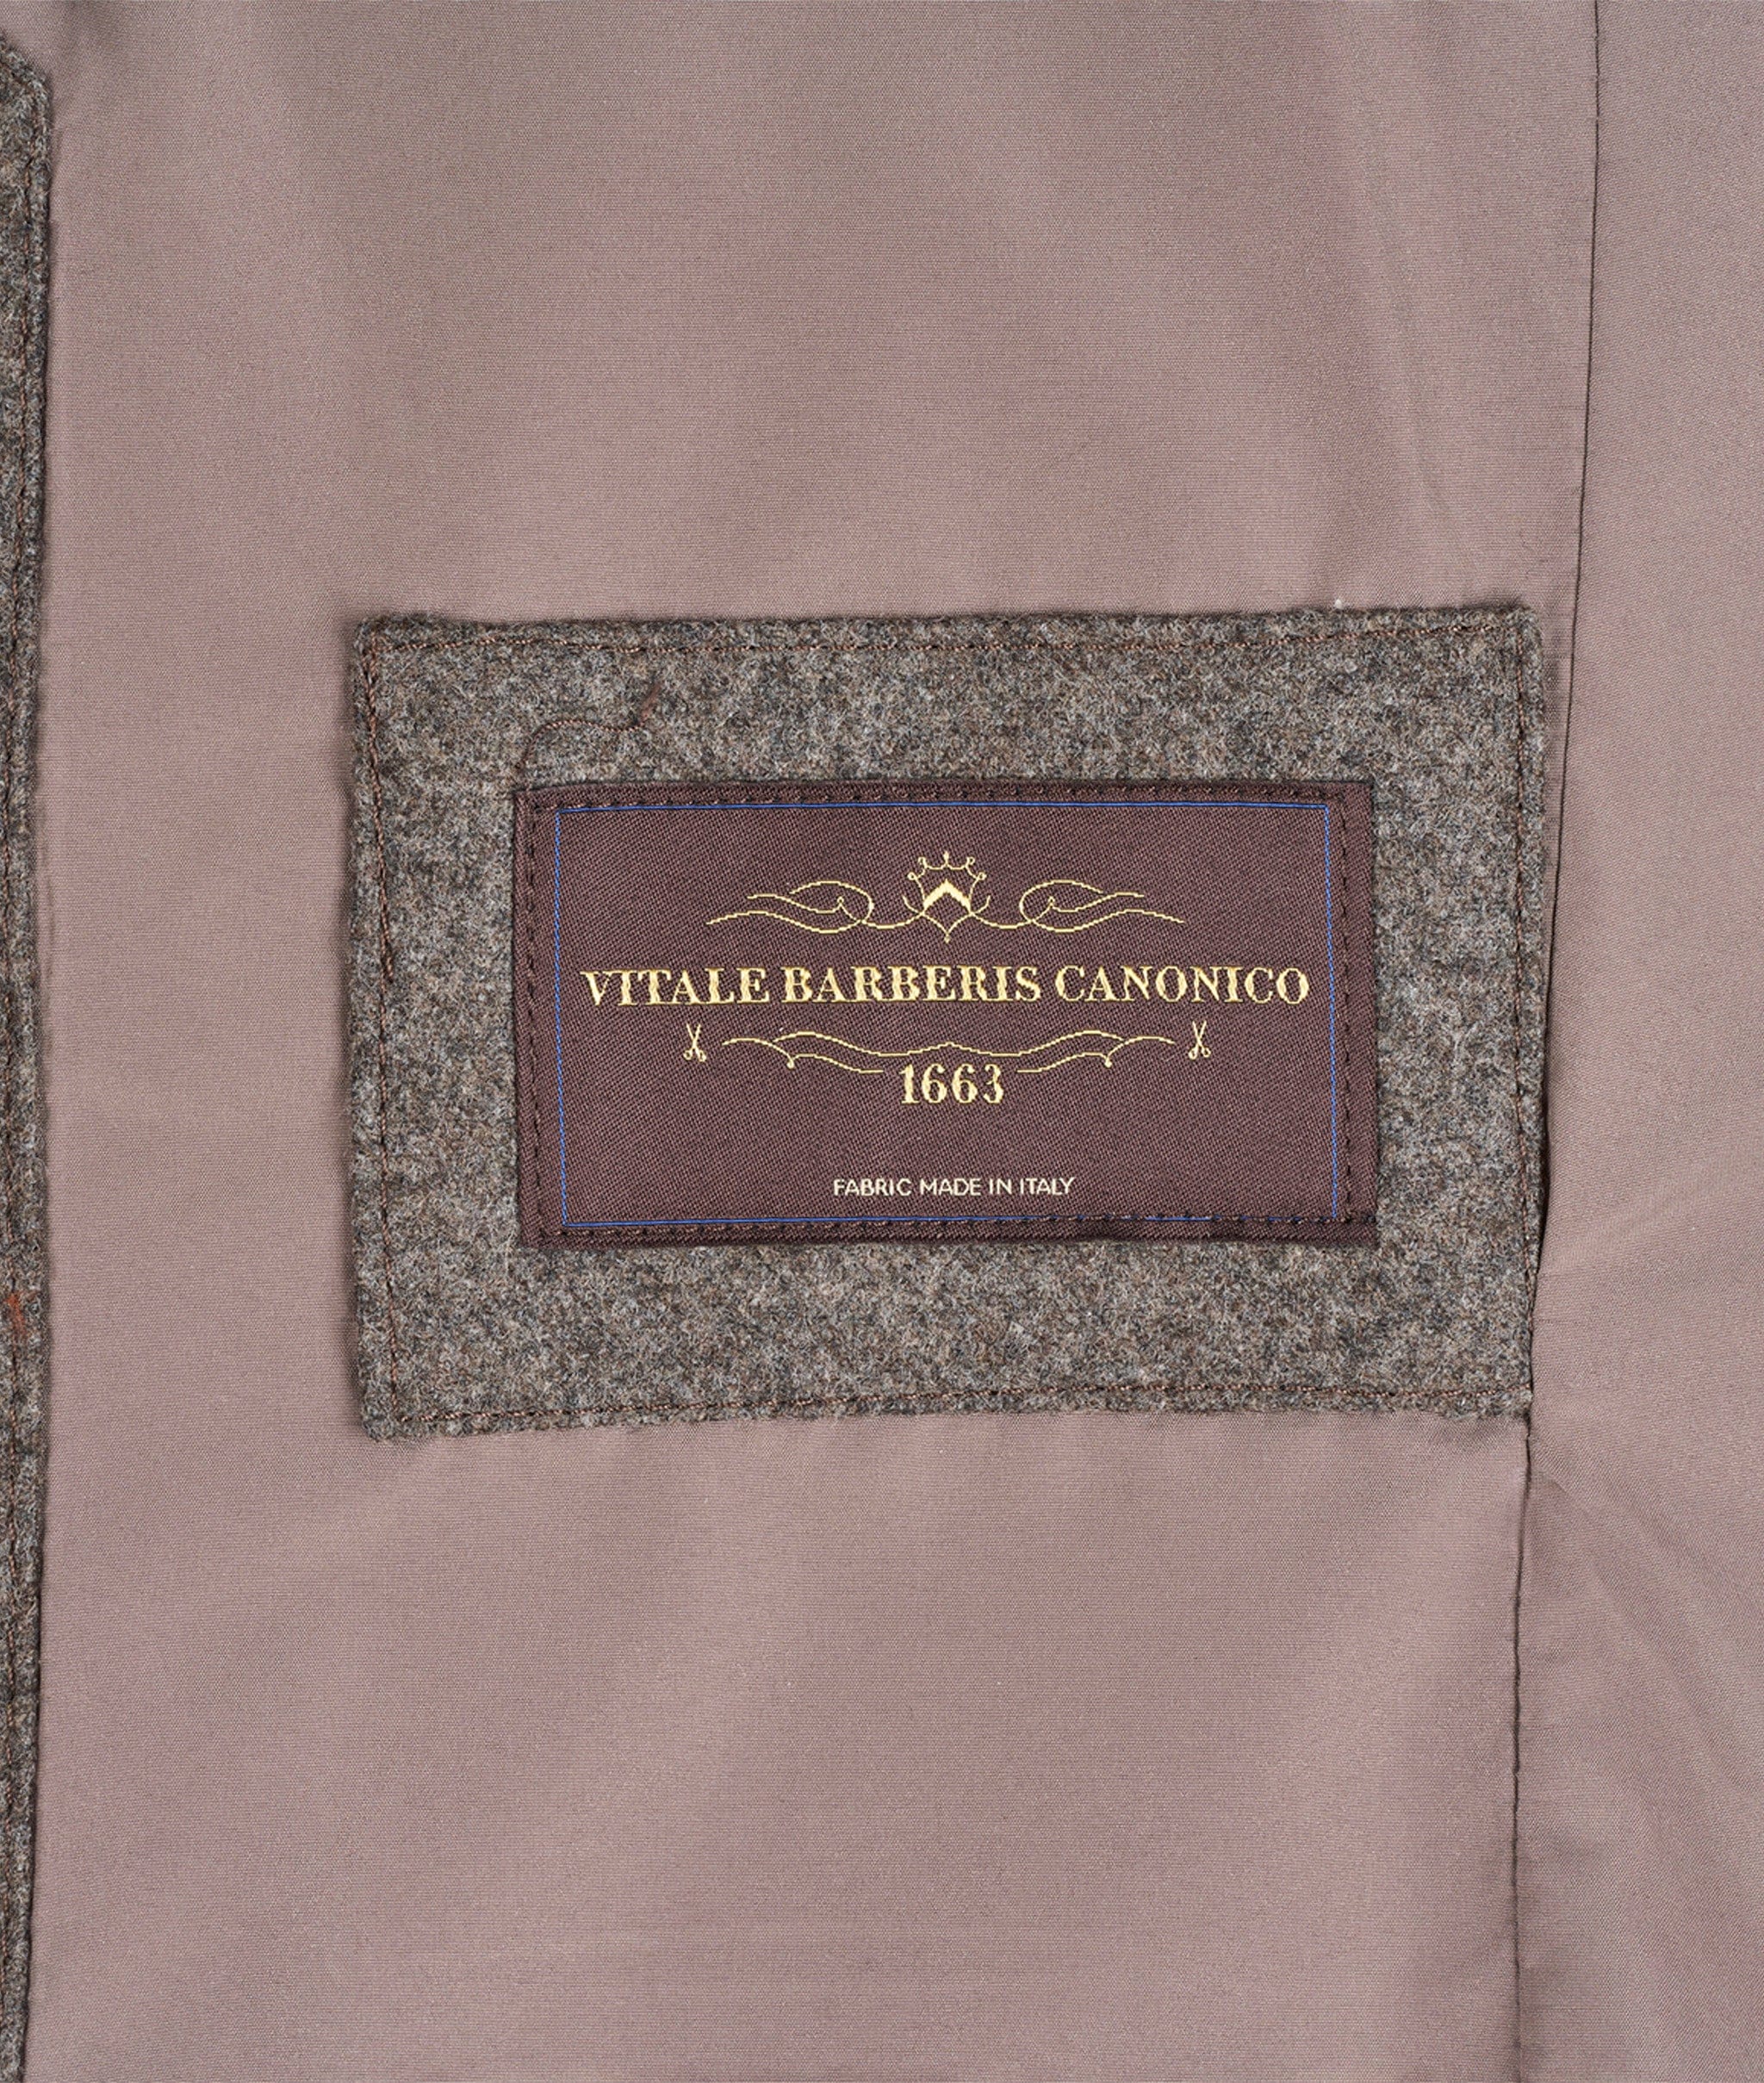 VITALE BARBERIS CANONICO
1663
FABRIC MADE IN ITALY